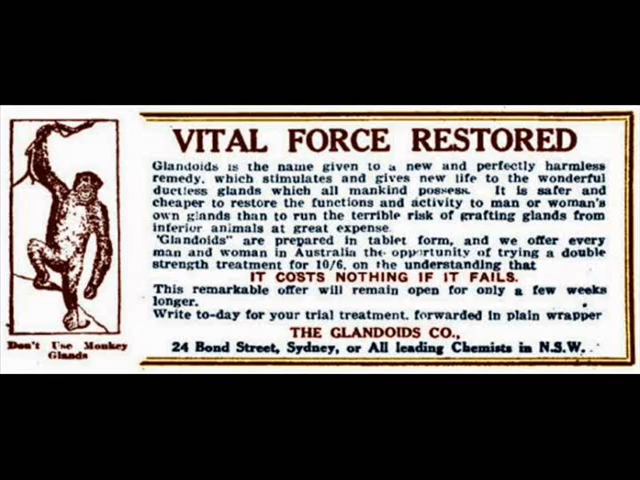 VITAL FORCE RESTORED
Glandoids is the name given to a new and perfectly harmless
remedy, which stimulates and gives new life to the wonderful
ductless glands which all mankind possess. It is safer and
cheaper to restore the functions and activity to man or woman's
own glands than to run the terrible risk of grafting glands from
inferior animals at great expense.
"Glandoids" are prepared in tablet form, and we offer every
man and woman in Australia the opportunity of trying a double
strength treatment for 10/6, on the understanding that
IT COSTS NOTHING IF IT FAILS.
This remarkable offer will remain open for only a few weeks
longer.
Write to-day for your trial treatment, forwarded in plain wrapper
THE GLANDOIDS CO.,
24 Bond Street, Sydney, or All leading Chemists in N.S.W.
Don't Use Monkey
Glands